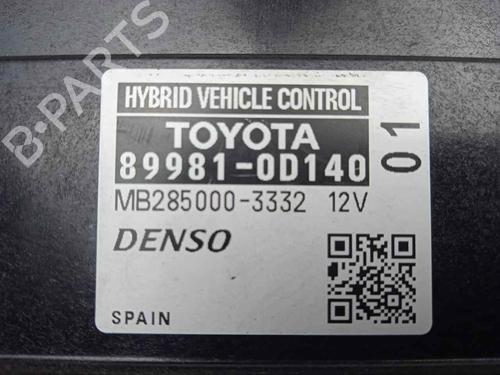 HYBRID VEHICLE CONTROL
TOYOTA
89981-0D140
01
MB285000-3332 12V
DENSO
SPAIN
B-PARTS